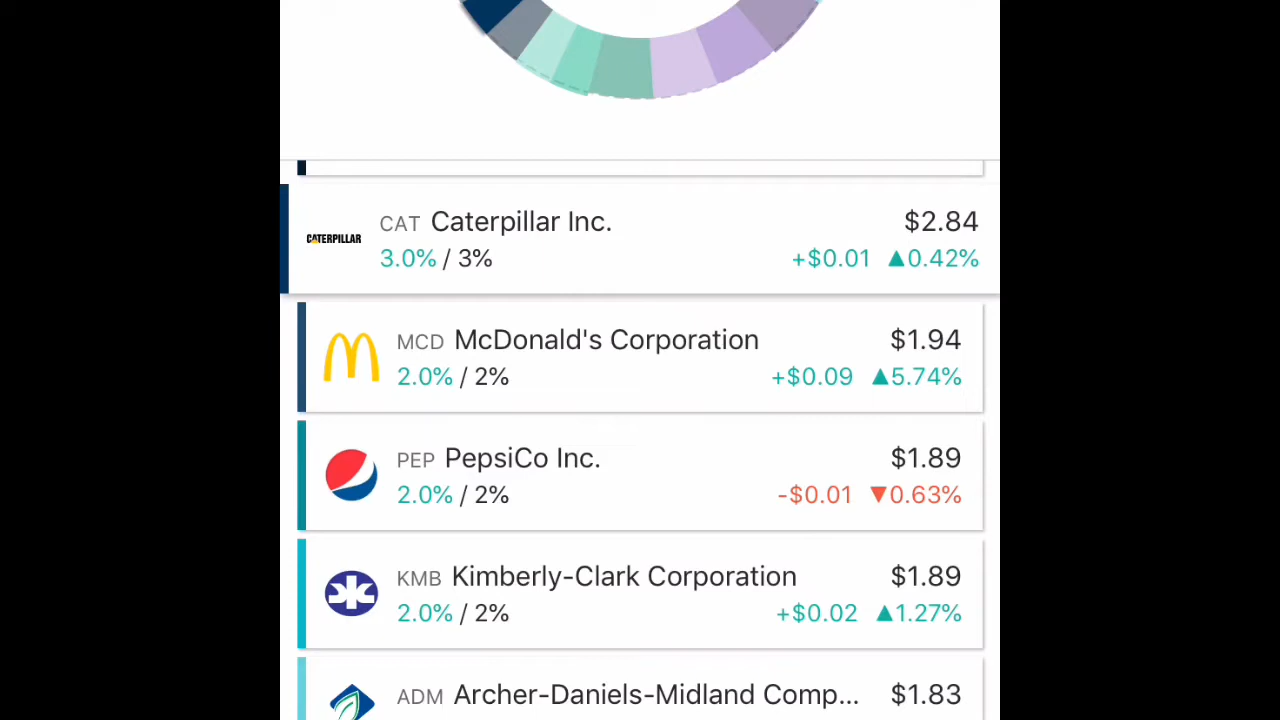 CAT Caterpillar Inc. $2.84
CATERPILLAR
3.0% / 3% +$0.01 ▲0.42%
MCD McDonald's Corporation $1.94
2.0% / 2% +$0.09 ▲5.74%
PEP PepsiCo Inc. $1.89
2.0% / 2% -$0.01 ▼0.63%
KMB Kimberly-Clark Corporation $1.89
2.0% / 2% +$0.02 ▲1.27%
ADM Archer-Daniels-Midland Comp... $1.83